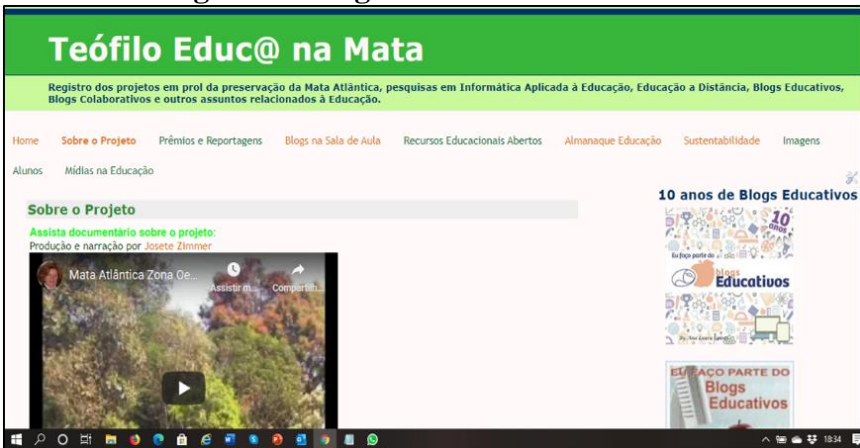 Teófilo Educ@ na Mata
Registro dos projetos em prol da preservação da Mata Atlântica, pesquisas em Informática Aplicada à Educação, Educação a Distância, Blogs Educativos,
Blogs Colaborativos e outros assuntos relacionados à Educação.
Home Sobre o Projeto Prêmios e Reportagens Blogs na Sala de Aula Recursos Educacionais Abertos Almanaque Educação Sustentabilidade Imagens
Alunos Mídias na Educação
Sobre o Projeto
Assista documentário sobre o projeto:
Produção e narração por Josete Zimmer
Mata Atlântica Zona Oe...
Assistir m...
Compartilh...
10 anos de Blogs Educativos
10
anos
Eu faço parte do
blogs
Educativos
EU FAÇO PARTE DO
Blogs
Educativos
18:34